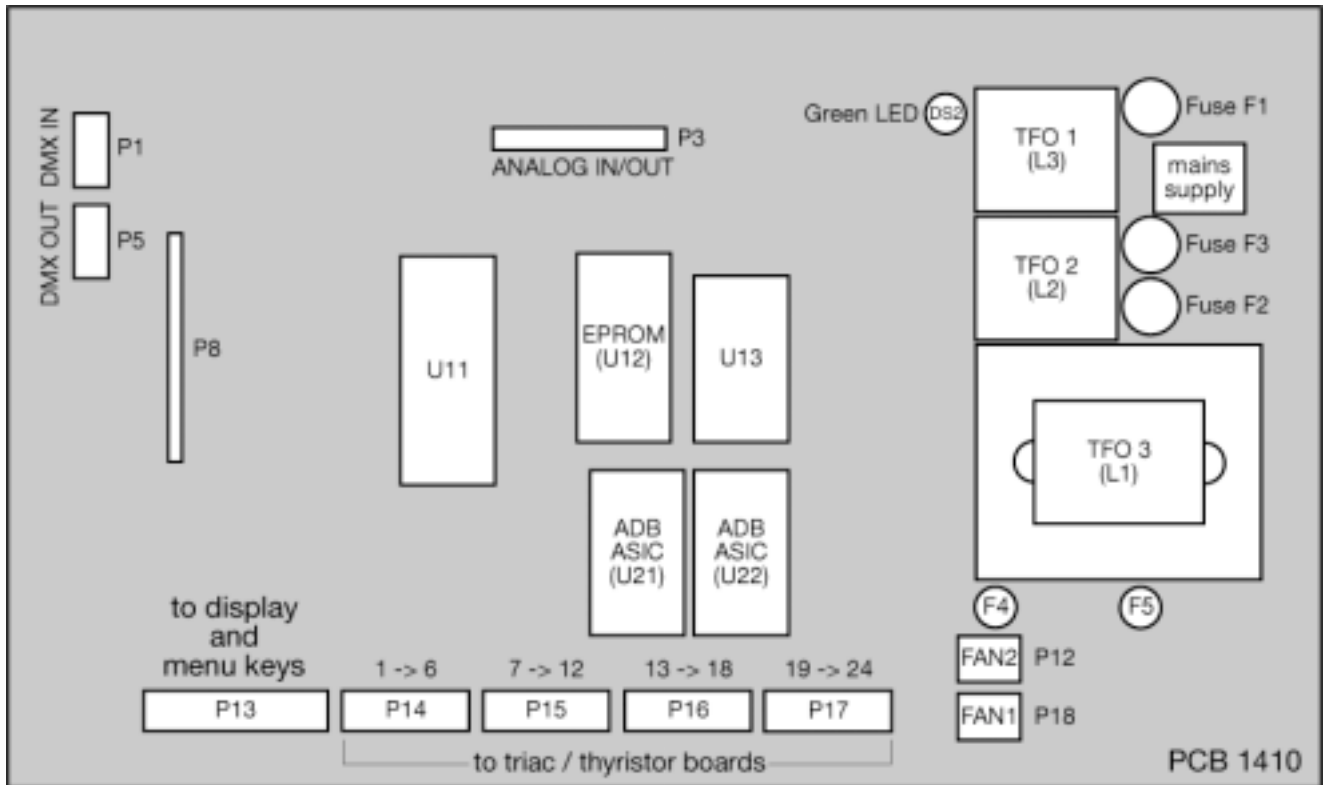 DMX IN
P1
DMX OUT
P5
P8
P3
ANALOG IN/OUT
Green LED
DS2
TFO 1
(L3)
Fuse F1
mains
supply
TFO 2
(L2)
Fuse F3
Fuse F2
U11
EPROM
(U12)
U13
TFO 3
(L1)
ADB
ASIC
(U21)
ADB
ASIC
(U22)
F4
F5
FAN2
P12
FAN1
P18
to display
and
menu keys
P13
1 -> 6
P14
7 -> 12
P15
13 -> 18
P16
19 -> 24
P17
to triac / thyristor boards
PCB 1410